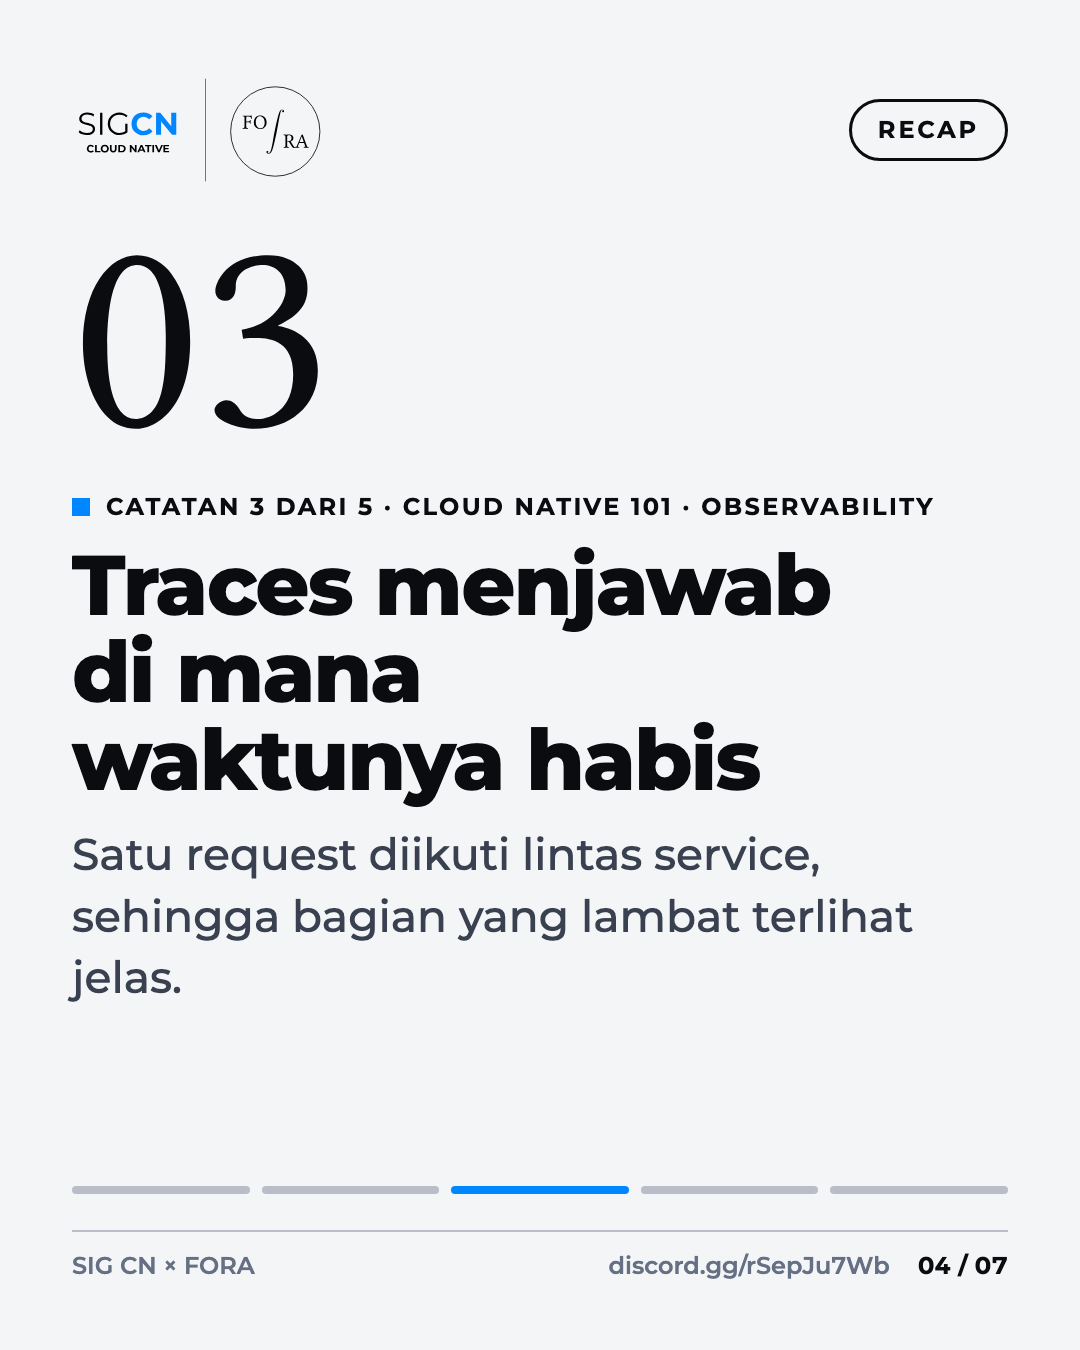 SIGCN
CLOUD NATIVE
FO
RA
RECAP
03
CATATAN 3 DARI 5 · CLOUD NATIVE 101 · OBSERVABILITY
Traces menjawab
di mana
waktunya habis
Satu request diikuti lintas service,
sehingga bagian yang lambat terlihat
jelas.
SIG CN × FORA
discord.gg/rSepJu7Wb 04 / 07